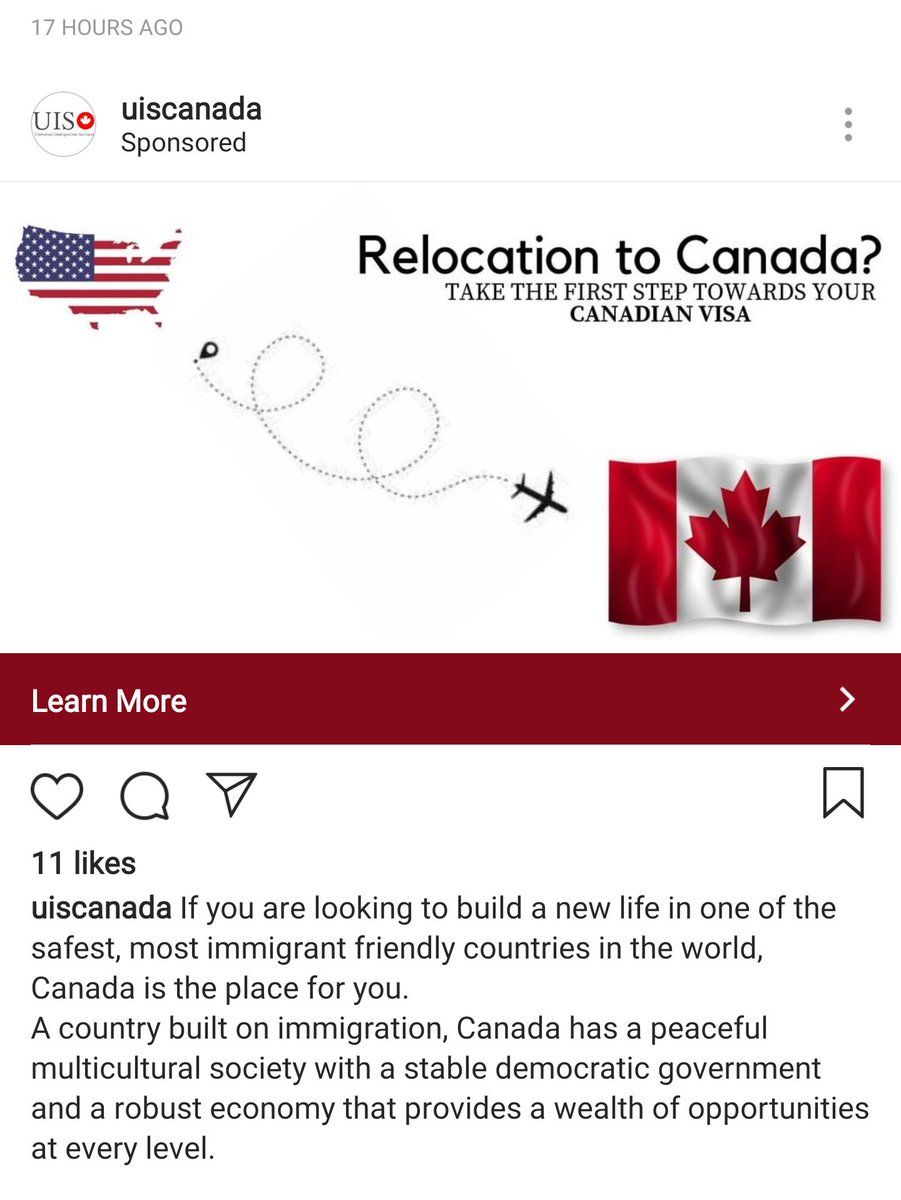 17 HOURS AGO
UIS
Universal Immigration Services
uiscanada
Sponsored
Relocation to Canada?
TAKE THE FIRST STEP TOWARDS YOUR
CANADIAN VISA
Learn More
11 likes
uiscanada If you are looking to build a new life in one of the
safest, most immigrant friendly countries in the world,
Canada is the place for you.
A country built on immigration, Canada has a peaceful
multicultural society with a stable democratic government
and a robust economy that provides a wealth of opportunities
at every level.